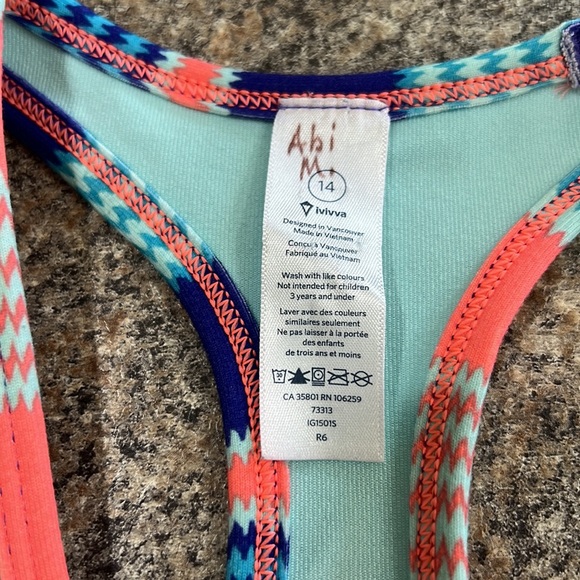 Abi
M.
14
ivivva
Designed in Vancouver
Made in Vietnam
Conçu à Vancouver
Fabriqué au Vietnam
Wash with like colours
Not intended for children
3 years and under
Laver avec des couleurs
similaires seulement
Ne pas laisser à la portée
des enfants
de trois ans et moins
30
CA 35801 RN 106259
73313
IG1501S
R6